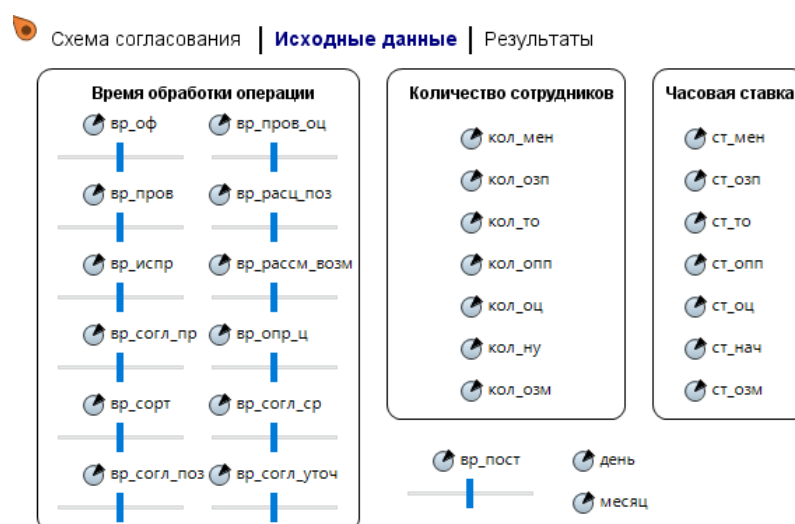 Схема согласования | Исходные данные | Результаты
Время обработки операции
вр_оф вр_пров_оц
вр_пров вр_расц_поз
вр_испр вр_рассм_возм
вр_согл_пр вр_опр_ц
вр_сорт вр_согл_ср
вр_согл_поз вр_согл_уточ
Количество сотрудников
кол_мен
кол_озп
кол_то
кол_опп
кол_оц
кол_ну
кол_озм
Часовая ставка
ст_мен
ст_озп
ст_то
ст_опп
ст_оц
ст_нач
ст_озм
вр_пост день
месяц